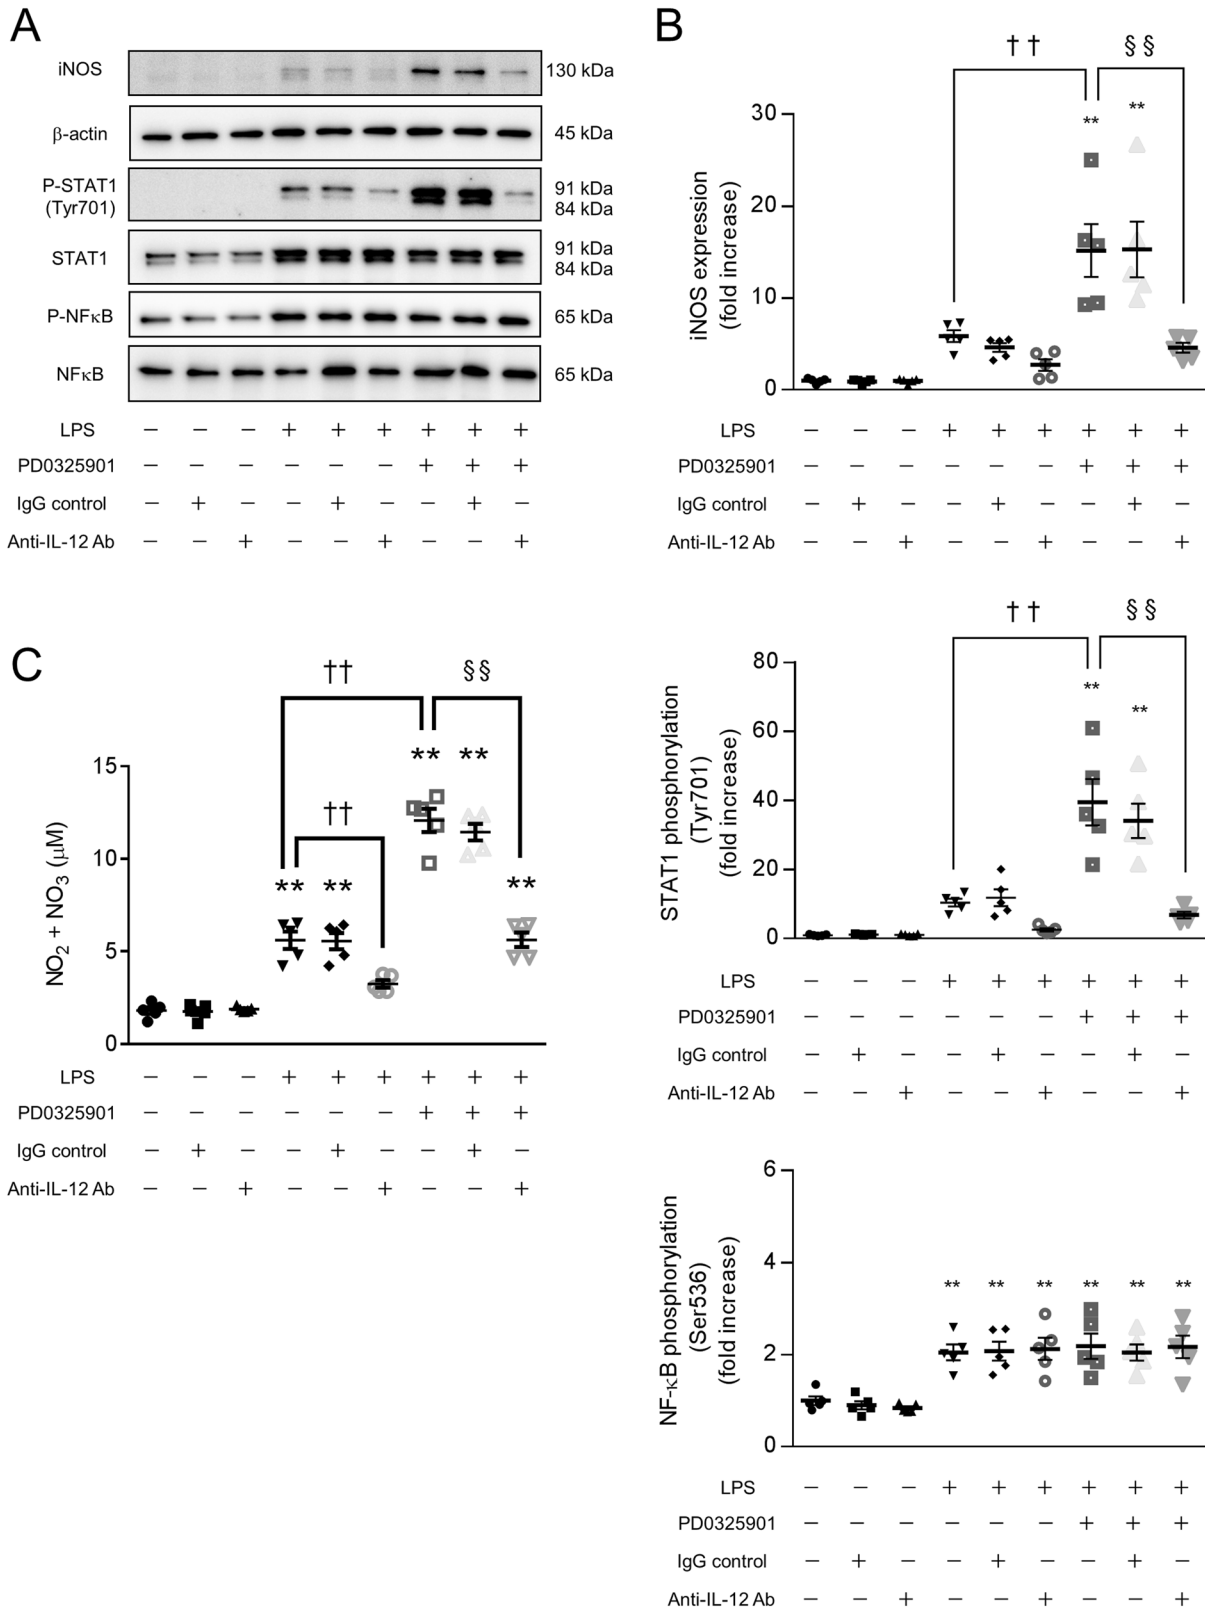 A
iNOS
130 kDa
β-actin
45 kDa
P-STAT1
(Tyr701)
91 kDa
84 kDa
STAT1
91 kDa
84 kDa
P-NFκB
65 kDa
NFκB
65 kDa
LPS − − − + + + + + +
PD0325901 − − − − − − + + +
IgG control − + − − + − − + −
Anti-IL-12 Ab − − + − − + − − +
B
†† §§
** **
iNOS expression
(fold increase)
30
20
10
0
LPS − − − + + + + + +
PD0325901 − − − − − − + + +
IgG control − + − − + − − + −
Anti-IL-12 Ab − − + − − + − − +
†† §§
** **
STAT1 phosphorylation
(Tyr701)
(fold increase)
80
60
40
20
0
LPS − − − + + + + + +
PD0325901 − − − − − − + + +
IgG control − + − − + − − + −
Anti-IL-12 Ab − − + − − + − − +
** ** ** ** ** **
NF-κB phosphorylation
(Ser536)
(fold increase)
6
4
2
0
LPS − − − + + + + + +
PD0325901 − − − − − − + + +
IgG control − + − − + − − + −
Anti-IL-12 Ab − − + − − + − − +
C
†† §§
** **
††
** ** **
NO2 + NO3 (μM)
15
10
5
0
LPS − − − + + + + + +
PD0325901 − − − − − − + + +
IgG control − + − − + − − + −
Anti-IL-12 Ab − − + − − + − − +